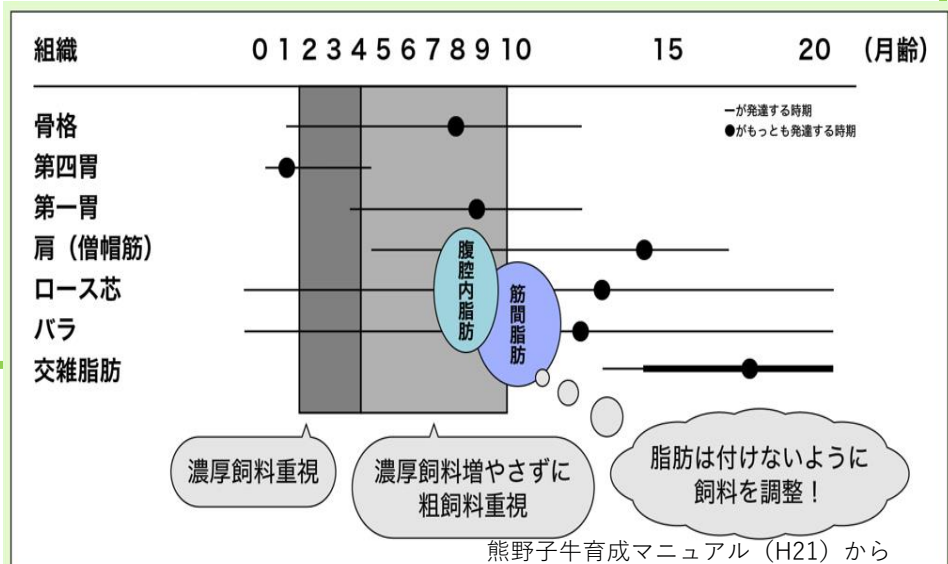 組織 0 1 2 3 4 5 6 7 8 9 10 15 20 （月齢）
ーが発達する時期
●がもっとも発達する時期
骨格
第四胃
第一胃
肩（僧帽筋）
ロース芯
バラ
交雑脂肪
腹腔内脂肪
筋間脂肪
濃厚飼料重視
濃厚飼料増やさずに
粗飼料重視
脂肪は付けないように
飼料を調整！
熊野子牛育成マニュアル（H21）から